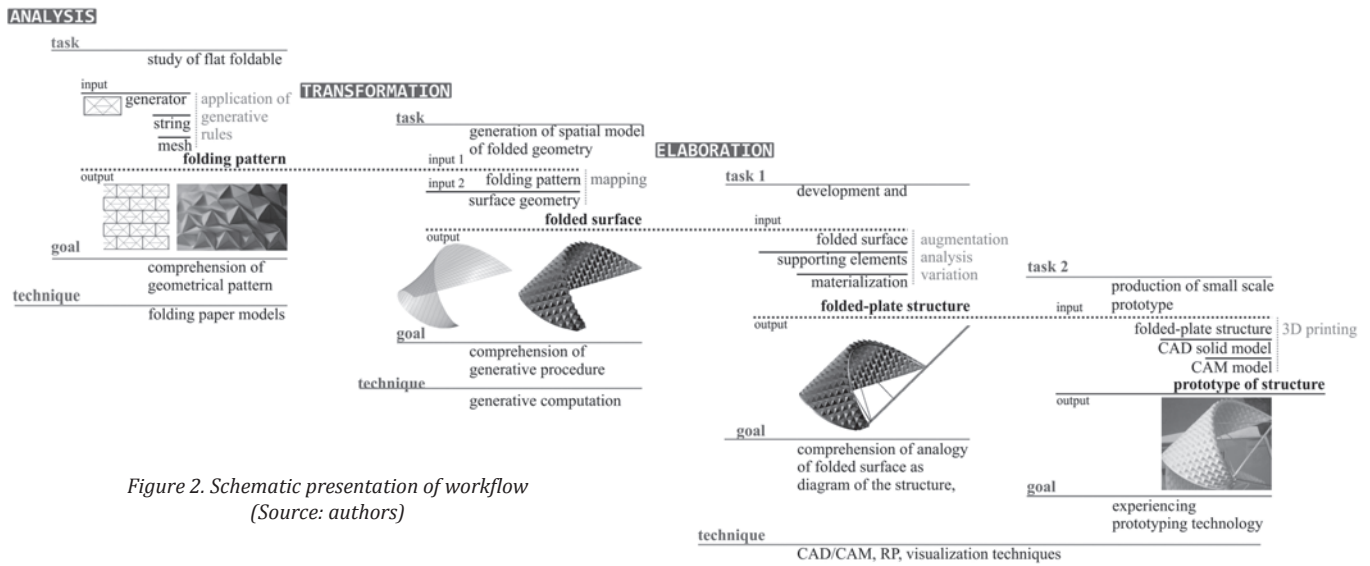 ANALYSIS
task
study of flat foldable
input
generator
string
mesh
application of
generative
rules
folding pattern
output
goal
comprehension of
geometrical pattern
technique
folding paper models
TRANSFORMATION
task
generation of spatial model
of folded geometry
input 1
input 2
folding pattern
surface geometry
mapping
folded surface
output
goal
comprehension of
generative procedure
technique
generative computation
ELABORATION
task 1
development and
input
folded surface
supporting elements
materialization
augmentation
analysis
variation
folded-plate structure
output
goal
comprehension of analogy
of folded surface as
diagram of the structure,
task 2
production of small scale
prototype
input
folded-plate structure
CAD solid model
CAM model
3D printing
prototype of structure
output
goal
experiencing
prototyping technology
technique
CAD/CAM, RP, visualization techniques
Figure 2. Schematic presentation of workflow
(Source: authors)